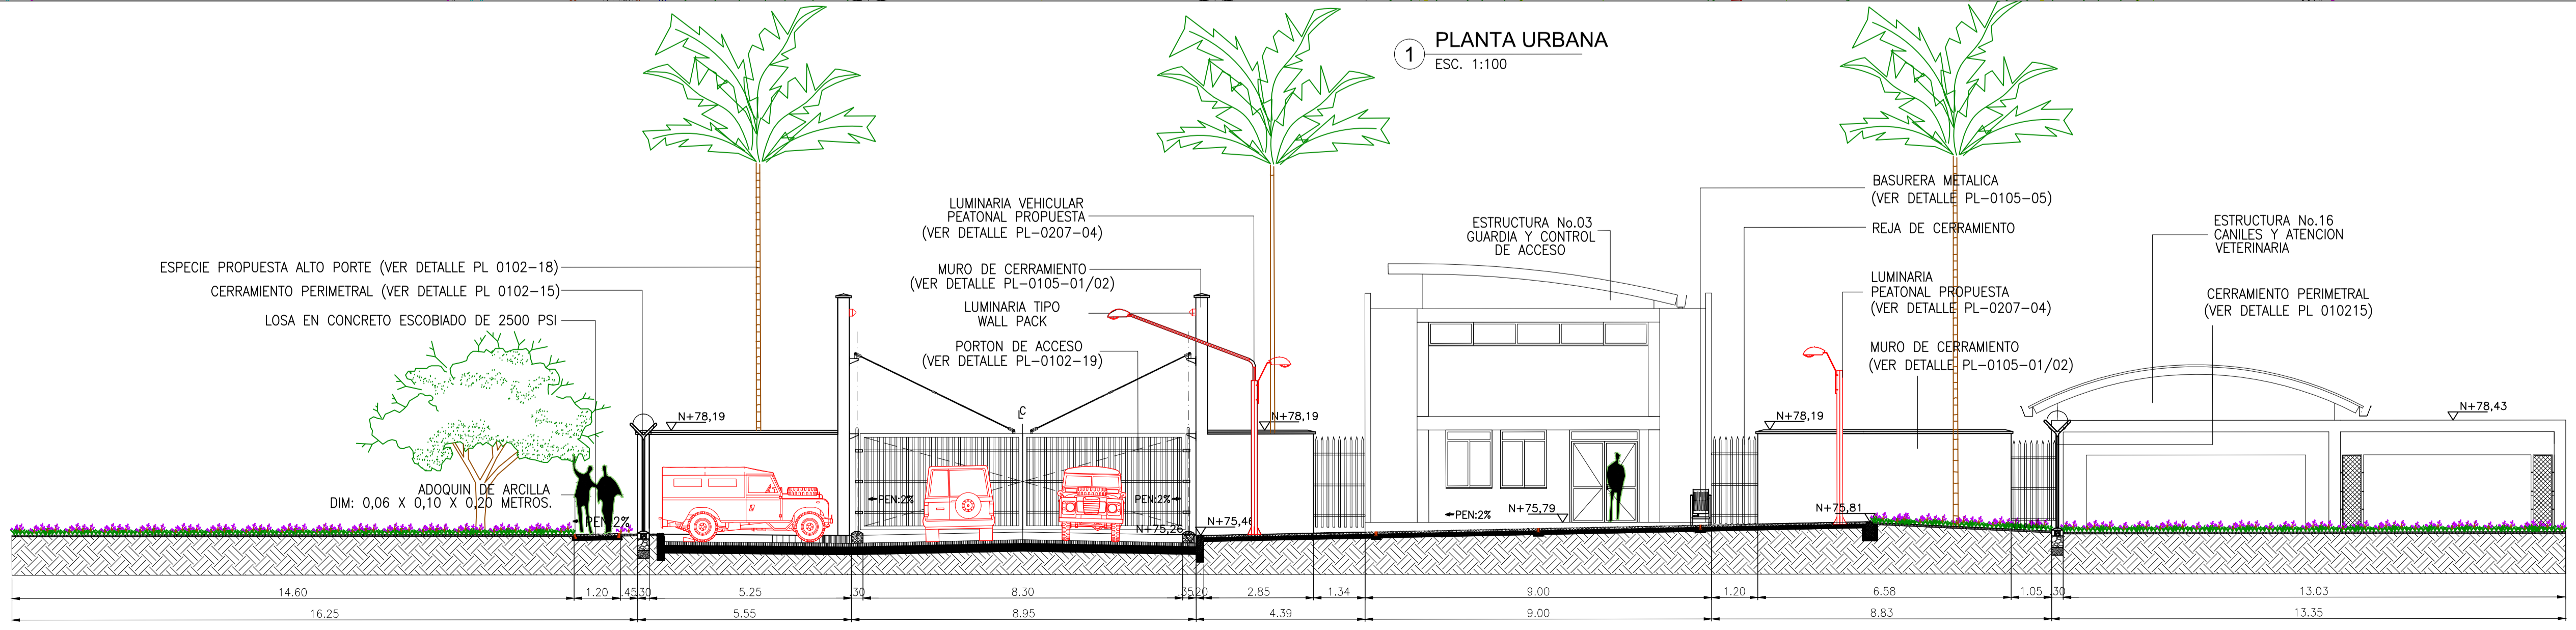 1
PLANTA URBANA
ESC. 1:100
ESPECIE PROPUESTA ALTO PORTE (VER DETALLE PL 0102-18)
CERRAMIENTO PERIMETRAL (VER DETALLE PL 0102-15)
LOSA EN CONCRETO ESCOBIADO DE 2500 PSI
ADOQUIN DE ARCILLA
DIM: 0,06 X 0,10 X 0,20 METROS.
PEN:2%
N+78,19
LUMINARIA VEHICULAR
PEATONAL PROPUESTA
(VER DETALLE PL-0207-04)
MURO DE CERRAMIENTO
(VER DETALLE PL-0105-01/02)
LUMINARIA TIPO
WALL PACK
PORTON DE ACCESO
(VER DETALLE PL-0102-19)
CL
PEN:2%
PEN:2%
N+75,26
N+75,46
N+78,19
ESTRUCTURA No.03
GUARDIA Y CONTROL
DE ACCESO
PEN:2%
N+75,79
BASURERA METALICA
(VER DETALLE PL-0105-05)
REJA DE CERRAMIENTO
LUMINARIA
PEATONAL PROPUESTA
(VER DETALLE PL-0207-04)
MURO DE CERRAMIENTO
(VER DETALLE PL-0105-01/02)
N+78,19
N+75,81
ESTRUCTURA No.16
CANILES Y ATENCION
VETERINARIA
CERRAMIENTO PERIMETRAL
(VER DETALLE PL 010215)
N+78,43
14.60 1.20 .45 .30 5.25 .30 8.30 .35 .20 2.85 1.34 9.00 1.20 6.58 1.05 .30 13.03
16.25 5.55 8.95 4.39 9.00 8.83 13.35